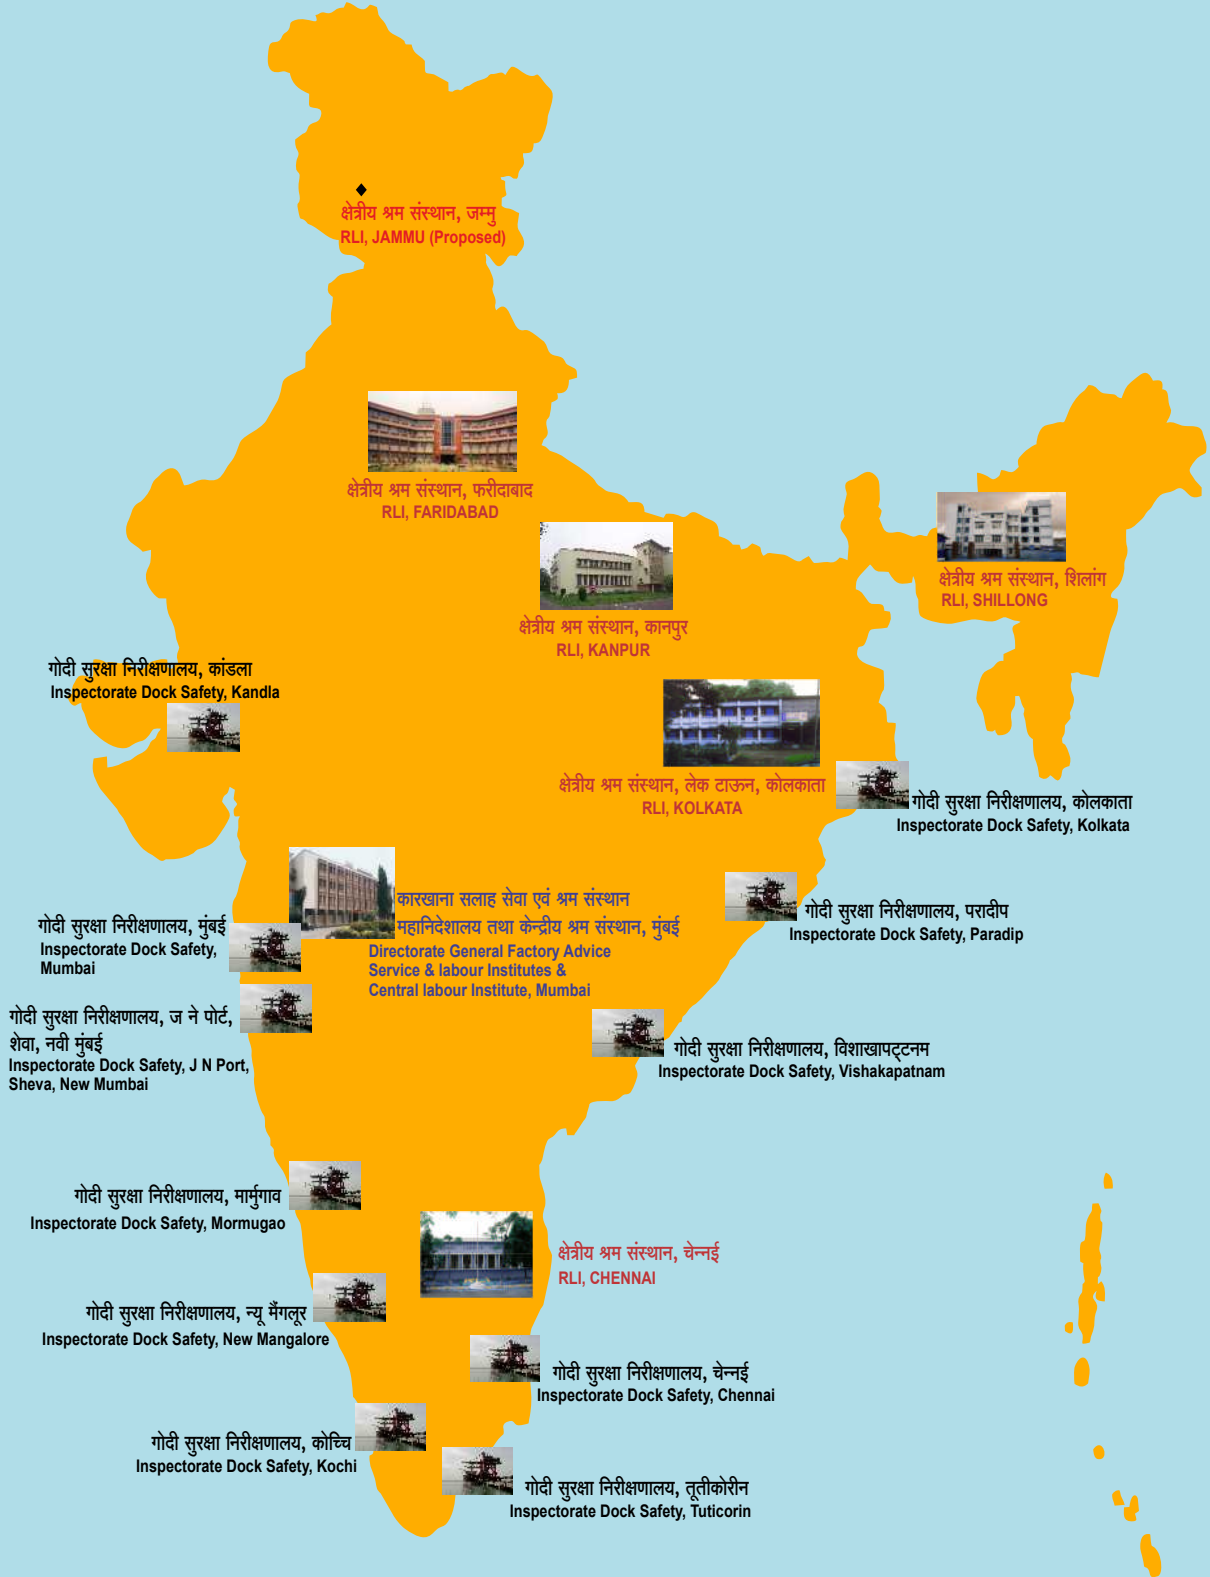 क्षेत्रीय श्रम संस्थान, जम्मु
RLI, JAMMU (Proposed)
क्षेत्रीय श्रम संस्थान, फरीदाबाद
RLI, FARIDABAD
क्षेत्रीय श्रम संस्थान, शिलांग
RLI, SHILLONG
क्षेत्रीय श्रम संस्थान, कानपुर
RLI, KANPUR
गोदी सुरक्षा निरीक्षणालय, कांडला
Inspectorate Dock Safety, Kandla
क्षेत्रीय श्रम संस्थान, लेक टाऊन, कोलकाता
RLI, KOLKATA
गोदी सुरक्षा निरीक्षणालय, कोलकाता
Inspectorate Dock Safety, Kolkata
कारखाना सलाह सेवा एवं श्रम संस्थान
महानिदेशालय तथा केन्द्रीय श्रम संस्थान, मुंबई
Directorate General Factory Advice
Service & labour Institutes &
Central labour Institute, Mumbai
गोदी सुरक्षा निरीक्षणालय, परादीप
Inspectorate Dock Safety, Paradip
गोदी सुरक्षा निरीक्षणालय, मुंबई
Inspectorate Dock Safety,
Mumbai
गोदी सुरक्षा निरीक्षणालय, ज ने पोर्ट,
शेवा, नवी मुंबई
Inspectorate Dock Safety, J N Port,
Sheva, New Mumbai
गोदी सुरक्षा निरीक्षणालय, विशाखापट्टनम
Inspectorate Dock Safety, Vishakapatnam
गोदी सुरक्षा निरीक्षणालय, मार्मुगाव
Inspectorate Dock Safety, Mormugao
क्षेत्रीय श्रम संस्थान, चेन्नई
RLI, CHENNAI
गोदी सुरक्षा निरीक्षणालय, न्यू मैंगलूर
Inspectorate Dock Safety, New Mangalore
गोदी सुरक्षा निरीक्षणालय, चेन्नई
Inspectorate Dock Safety, Chennai
गोदी सुरक्षा निरीक्षणालय, कोच्चि
Inspectorate Dock Safety, Kochi
गोदी सुरक्षा निरीक्षणालय, तूतीकोरीन
Inspectorate Dock Safety, Tuticorin